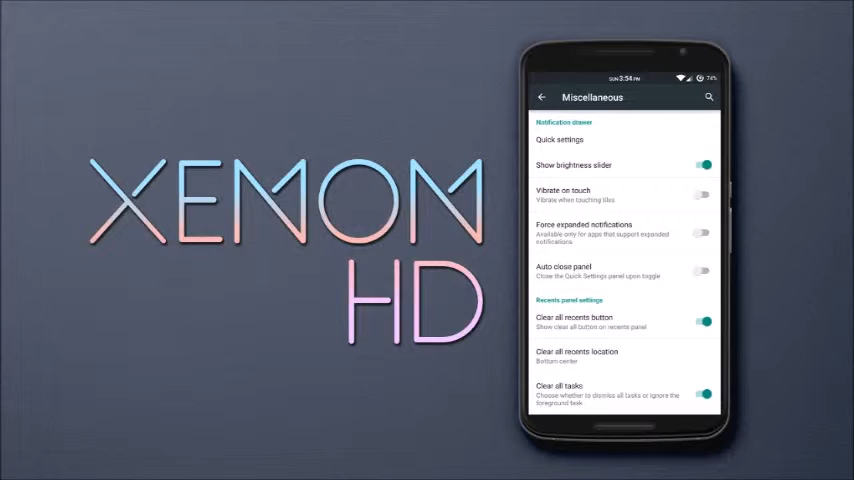 XEMOM
HD
SUN 3:54 PM
74%
Miscellaneous
Notification drawer
Quick settings
Show brightness slider
Vibrate on touch
Vibrate when touching tiles
Force expanded notifications
Available only for apps that support expanded
notifications.
Auto close panel
Close the Quick Settings panel upon toggle
Recents panel settings
Clear all recents button
Show clear all button on recents panel
Clear all recents location
Bottom center
Clear all tasks
Choose whether to dismiss all tasks or ignore the
foreground task